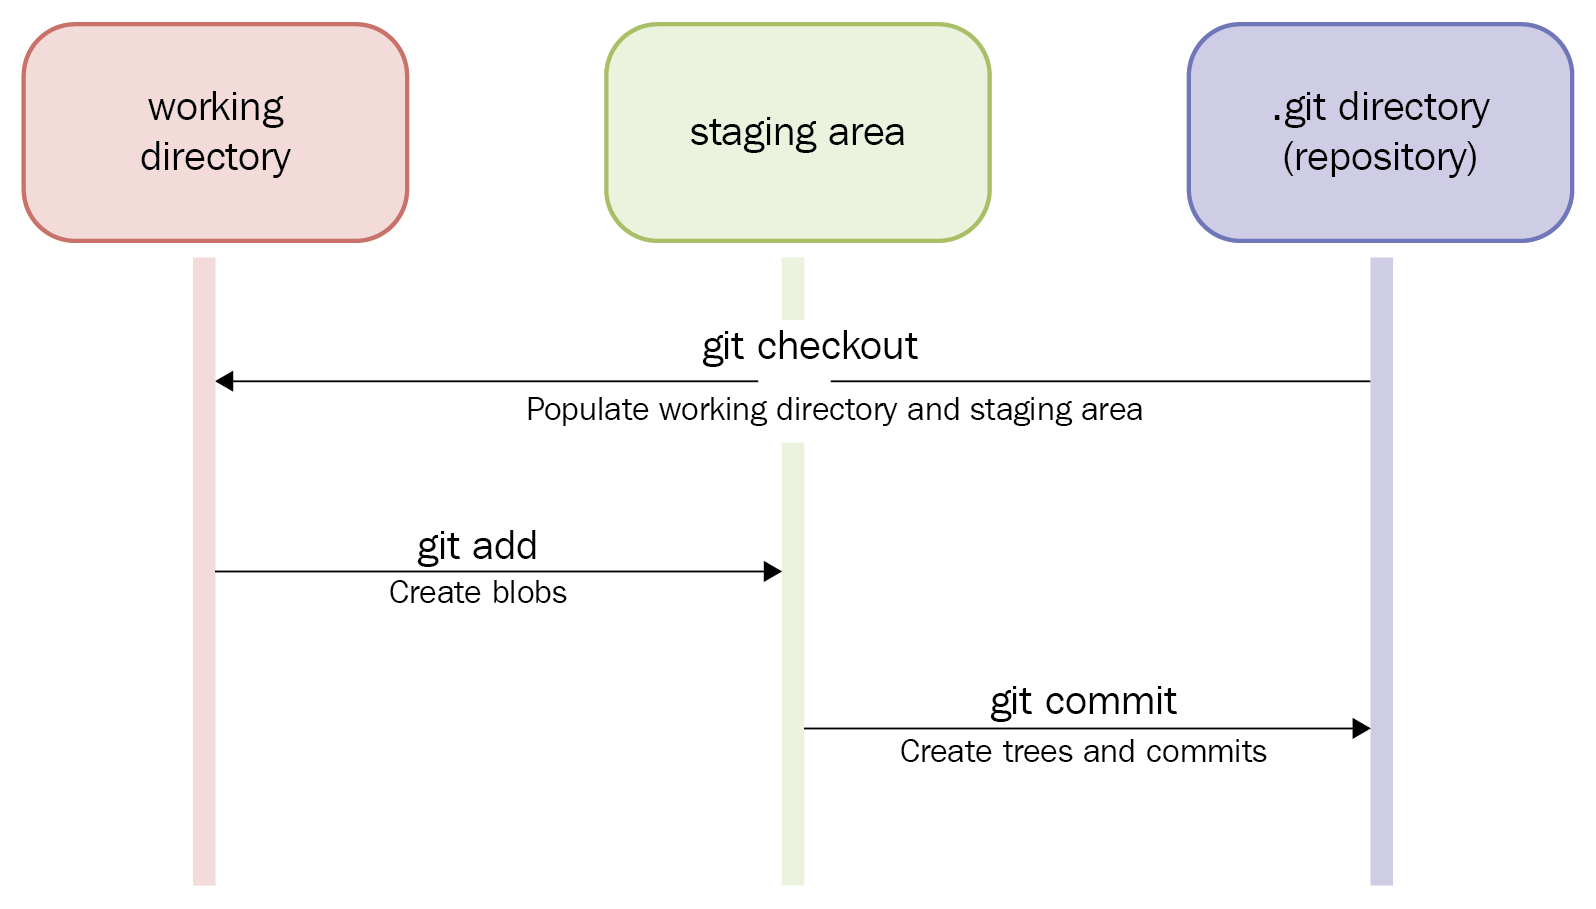 working
directory
staging area
.git directory
(repository)
git checkout
Populate working directory and staging area
git add
Create blobs
git commit
Create trees and commits